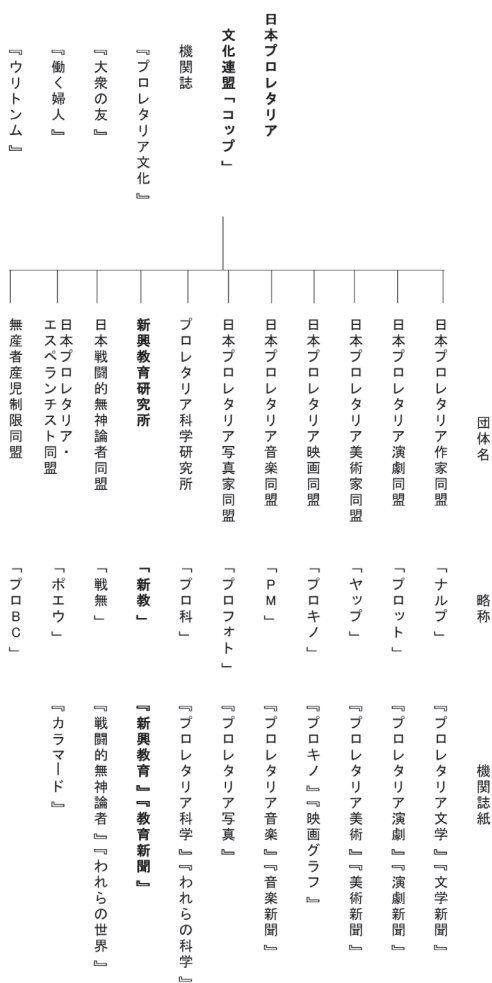 団体名
略称
機関誌紙
日本プロレタリア
文化連盟「コップ」
機関誌
『プロレタリア文化』
『大衆の友』
『働く婦人』
『ウリトンム』
日本プロレタリア作家同盟
「ナルプ」
『プロレタリア文学』『文学新聞』
日本プロレタリア演劇同盟
「プロット」
『プロレタリア演劇』『演劇新聞』
日本プロレタリア美術家同盟
「ヤップ」
『プロレタリア美術』『美術新聞』
日本プロレタリア映画同盟
「プロキノ」
『プロキノ』『映画グラフ』
日本プロレタリア音楽同盟
「PM」
『プロレタリア音楽』『音楽新聞』
日本プロレタリア写真家同盟
「プロフォト」
『プロレタリア写真』
プロレタリア科学研究所
「プロ科」
『プロレタリア科学』『われらの科学』
新興教育研究所
「新教」
『新興教育』『教育新聞』
日本戦闘的無神論者同盟
「戦無」
『戦闘的無神論者』『われらの世界』
日本プロレタリア・
エスペランチスト同盟
「ポエウ」
『カラマード』
無産者産児制限同盟
「プロBC」